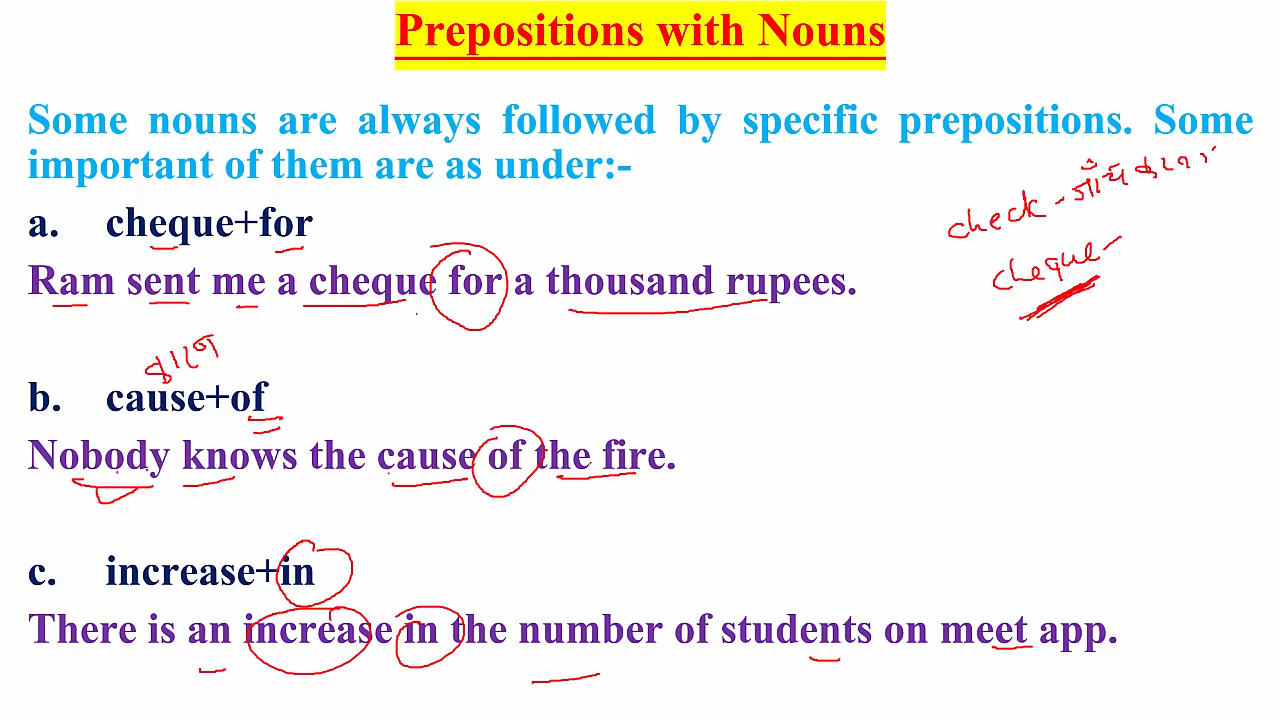 Prepositions with Nouns
Some nouns are always followed by specific prepositions. Some
important of them are as under:-
check - जाँच करना
a. cheque+for
cheque -
Ram sent me a cheque for a thousand rupees.
कारण
b. cause+of
Nobody knows the cause of the fire.
c. increase+in
There is an increase in the number of students on meet app.